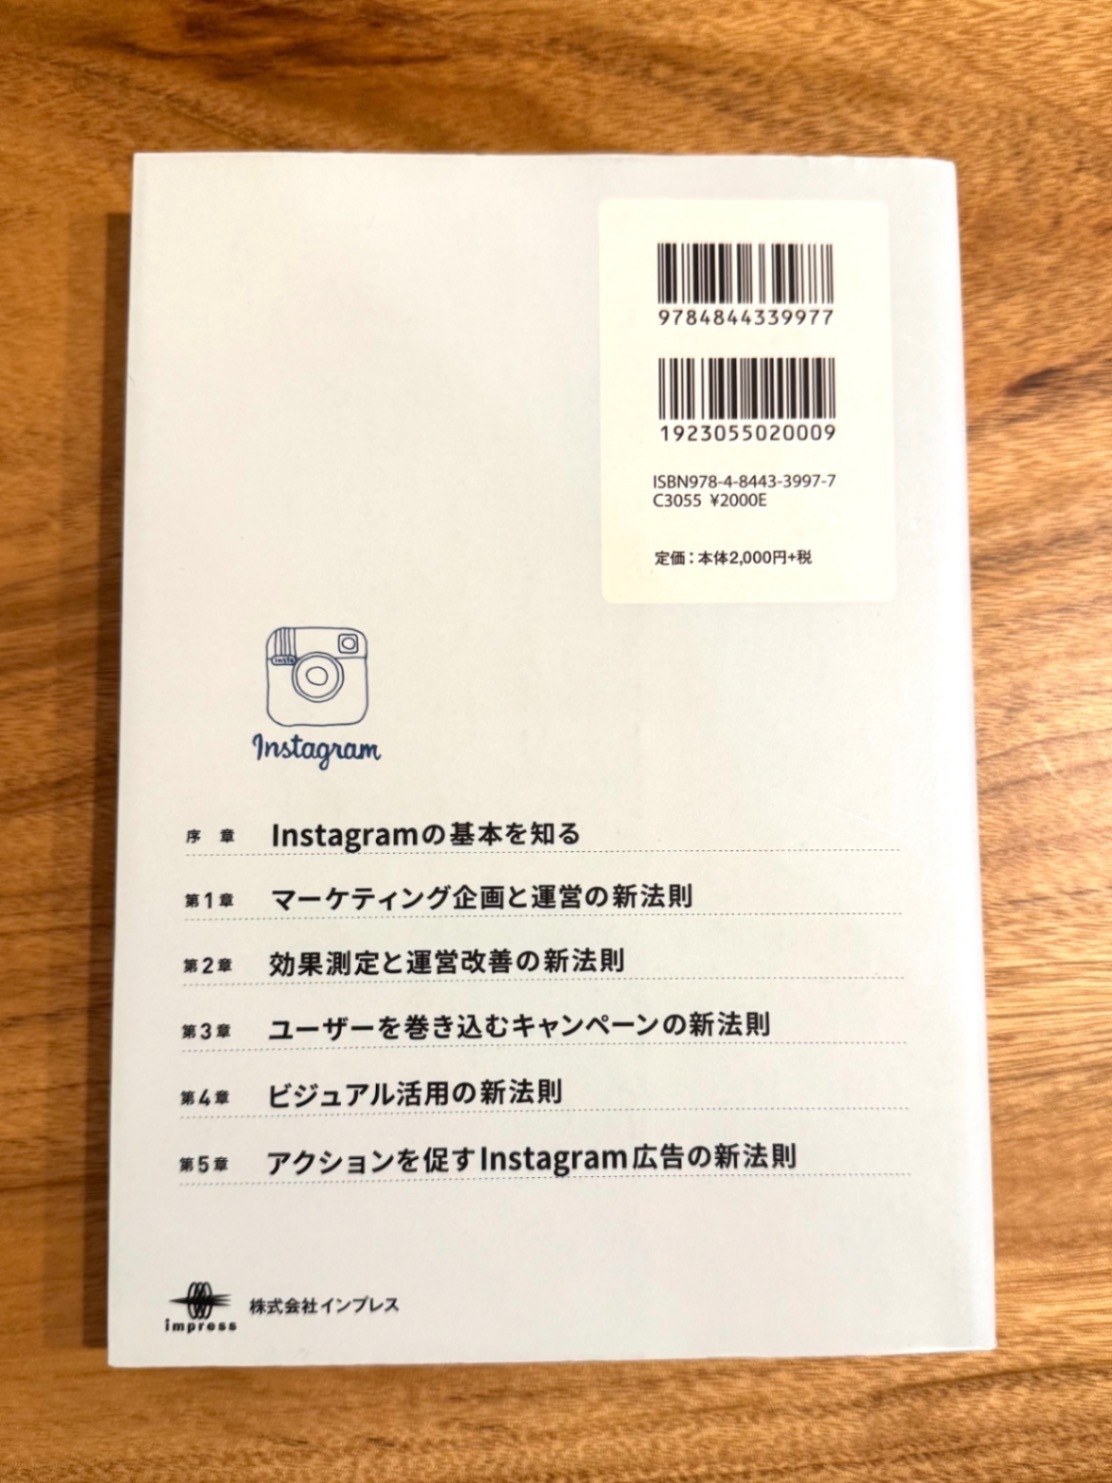 9784844339977
1923055020009
ISBN978-4-8443-3997-7
C3055 ¥2000E
定価：本体2,000円+税
Insta
Instagram
序章 Instagramの基本を知る
第1章 マーケティング企画と運営の新法則
第2章 効果測定と運営改善の新法則
第3章 ユーザーを巻き込むキャンペーンの新法則
第4章 ビジュアル活用の新法則
第5章 アクションを促すInstagram広告の新法則
impress
株式会社インプレス